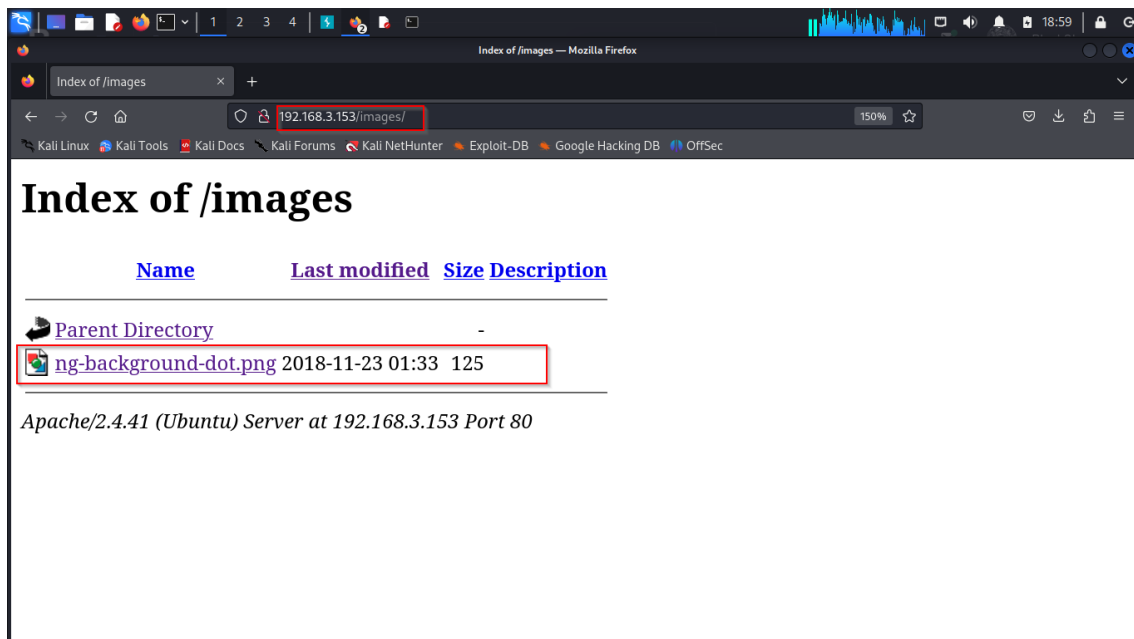 1 2 3 4 2 18:59 G
Index of /images — Mozilla Firefox
Index of /images × +
192.168.3.153/images/ 150%
Kali Linux Kali Tools Kali Docs Kali Forums Kali NetHunter Exploit-DB Google Hacking DB OffSec
Index of /images
Name Last modified Size Description
Parent Directory -
ng-background-dot.png 2018-11-23 01:33 125
Apache/2.4.41 (Ubuntu) Server at 192.168.3.153 Port 80